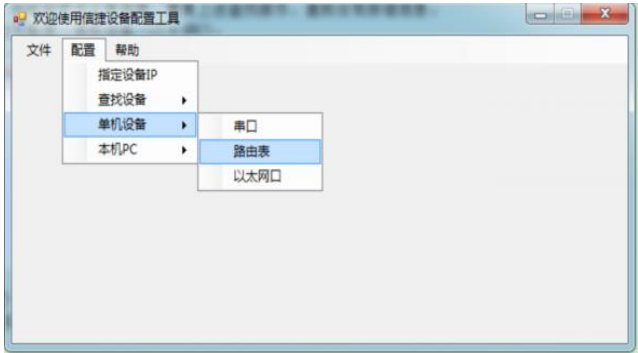 欢迎使用信捷设备配置工具
文件 配置 帮助
指定设备IP
查找设备
单机设备
串口
本机PC
路由表
以太网口